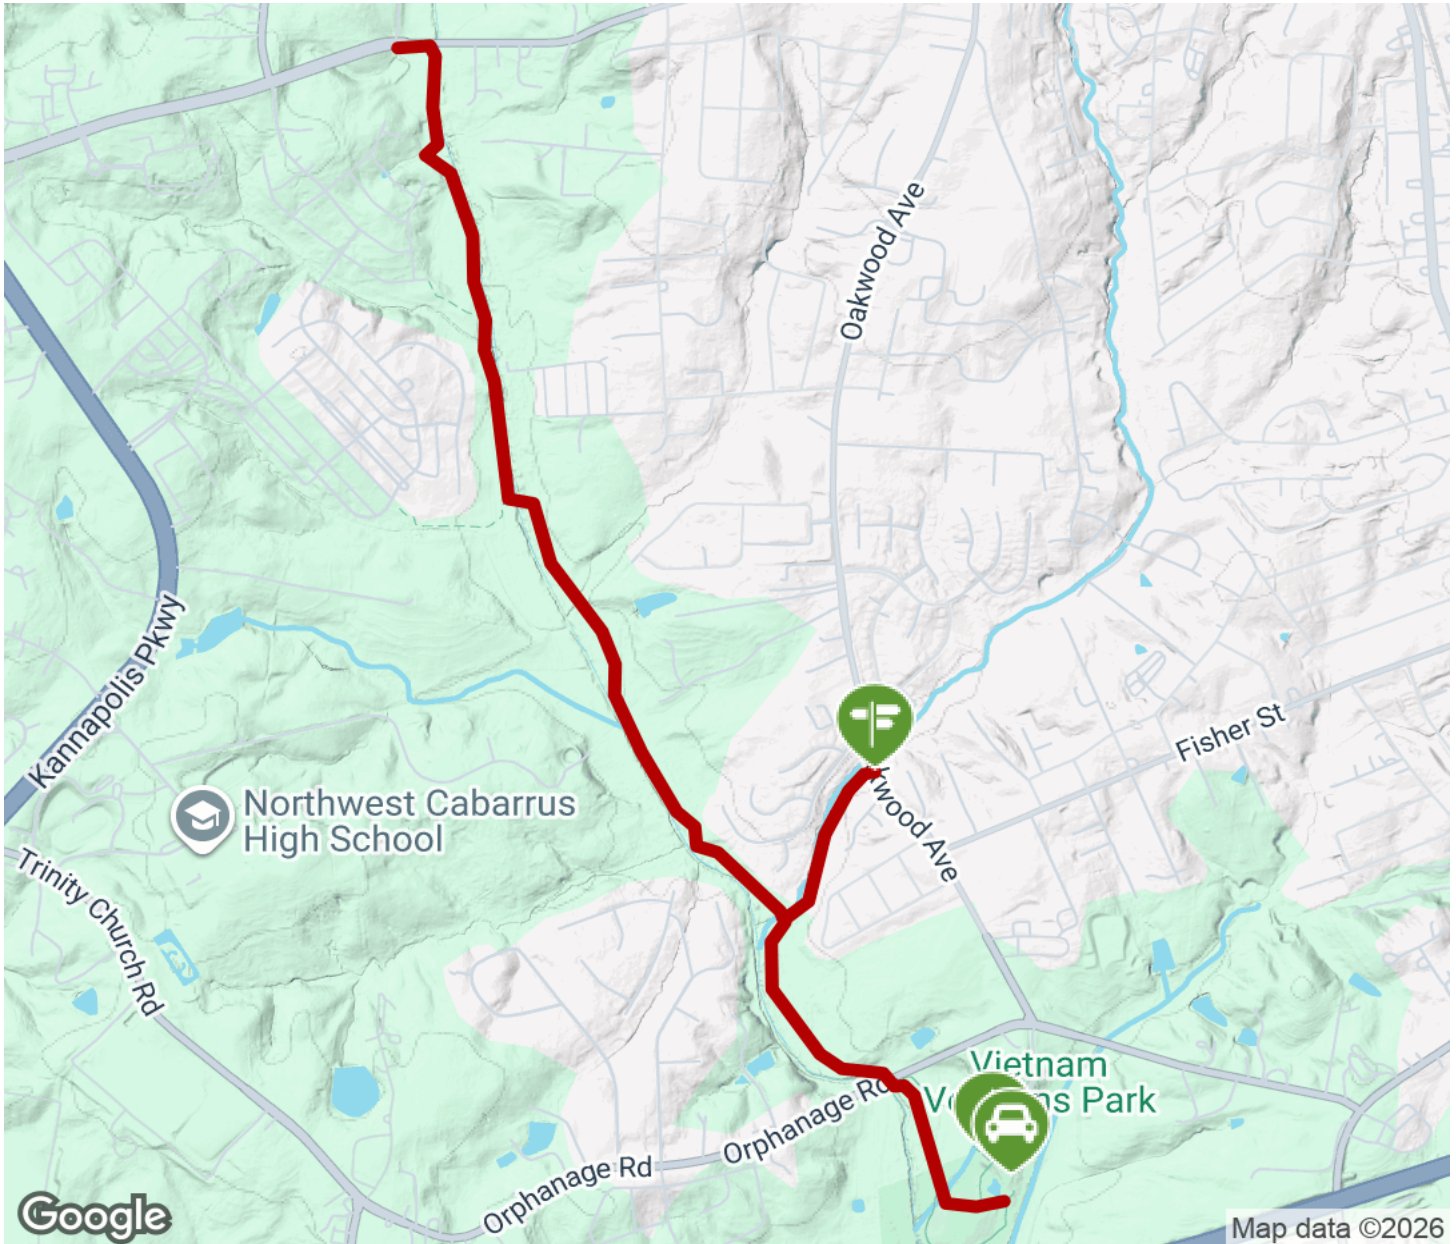 Oakwood Ave
Kannapolis Pkwy
Fisher St
Northwest Cabarrus
High School
wood Ave
Trinity Church Rd
Vietnam
Park
Orphanage Rd
Orphanage Rd
Google
Map data ©2026